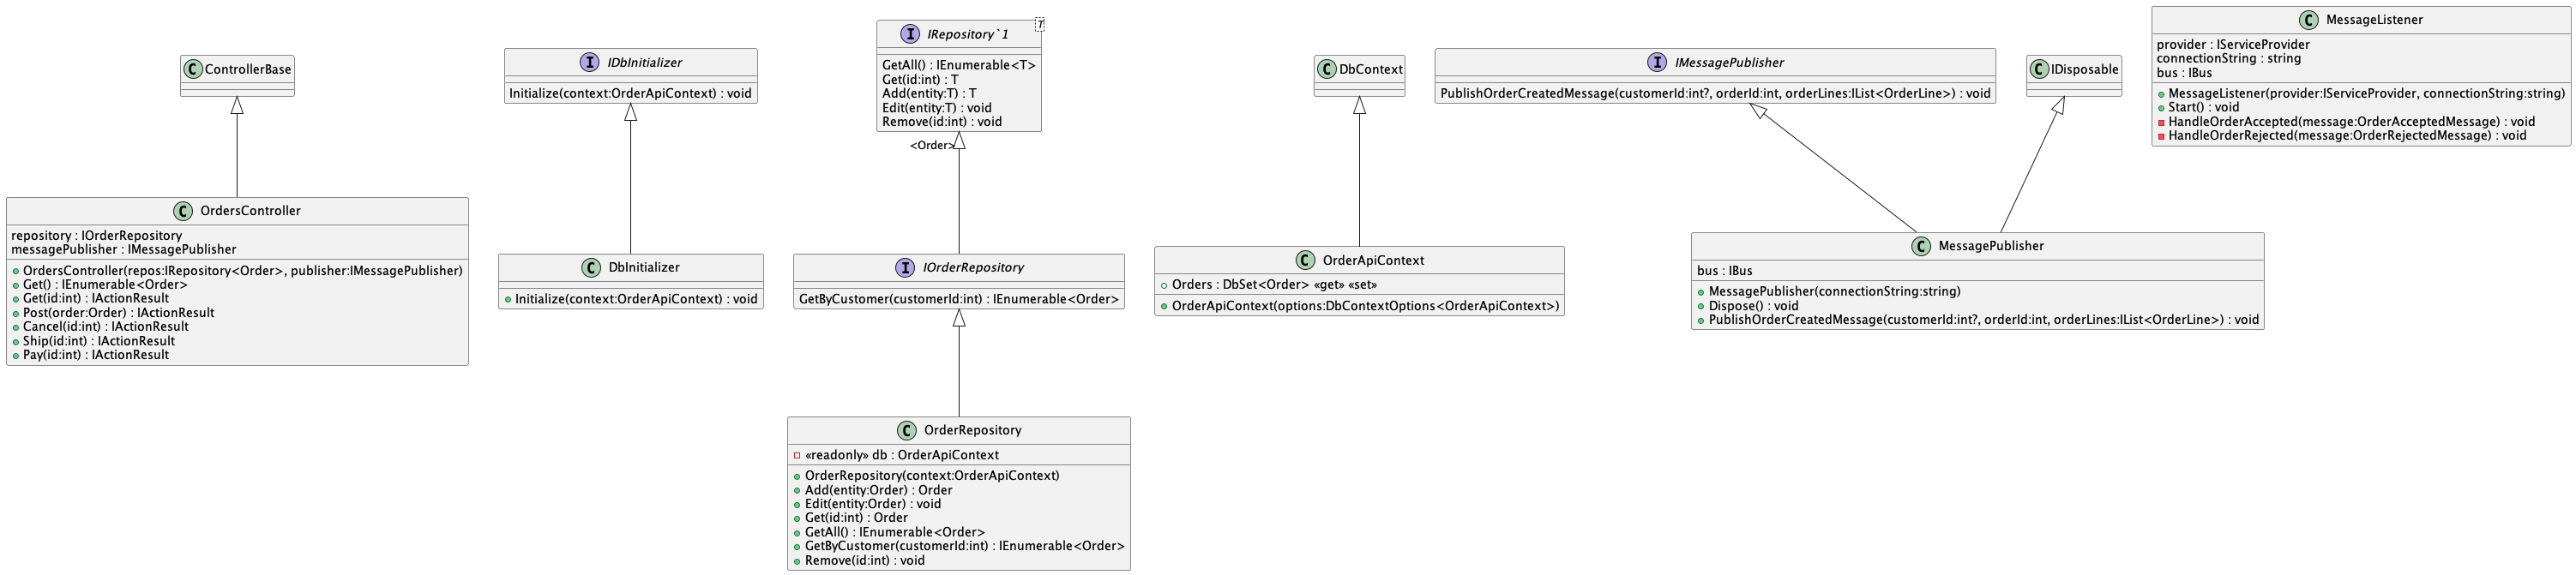 C ControllerBase
C OrdersController
repository : IOrderRepository
messagePublisher : IMessagePublisher
OrdersController(repos:IRepository<Order>, publisher:IMessagePublisher)
Get() : IEnumerable<Order>
Get(id:int) : IActionResult
Post(order:Order) : IActionResult
Cancel(id:int) : IActionResult
Ship(id:int) : IActionResult
Pay(id:int) : IActionResult
I IDbInitializer
Initialize(context:OrderApiContext) : void
C DbInitializer
Initialize(context:OrderApiContext) : void
I IRepository`1
T
GetAll() : IEnumerable<T>
Get(id:int) : T
Add(entity:T) : T
Edit(entity:T) : void
Remove(id:int) : void
<Order>
I IOrderRepository
GetByCustomer(customerId:int) : IEnumerable<Order>
C OrderRepository
«readonly» db : OrderApiContext
OrderRepository(context:OrderApiContext)
Add(entity:Order) : Order
Edit(entity:Order) : void
Get(id:int) : Order
GetAll() : IEnumerable<Order>
GetByCustomer(customerId:int) : IEnumerable<Order>
Remove(id:int) : void
C DbContext
C OrderApiContext
Orders : DbSet<Order> «get» «set»
OrderApiContext(options:DbContextOptions<OrderApiContext>)
I IMessagePublisher
PublishOrderCreatedMessage(customerId:int?, orderId:int, orderLines:IList<OrderLine>) : void
C IDisposable
C MessagePublisher
bus : IBus
MessagePublisher(connectionString:string)
Dispose() : void
PublishOrderCreatedMessage(customerId:int?, orderId:int, orderLines:IList<OrderLine>) : void
C MessageListener
provider : IServiceProvider
connectionString : string
bus : IBus
MessageListener(provider:IServiceProvider, connectionString:string)
Start() : void
HandleOrderAccepted(message:OrderAcceptedMessage) : void
HandleOrderRejected(message:OrderRejectedMessage) : void